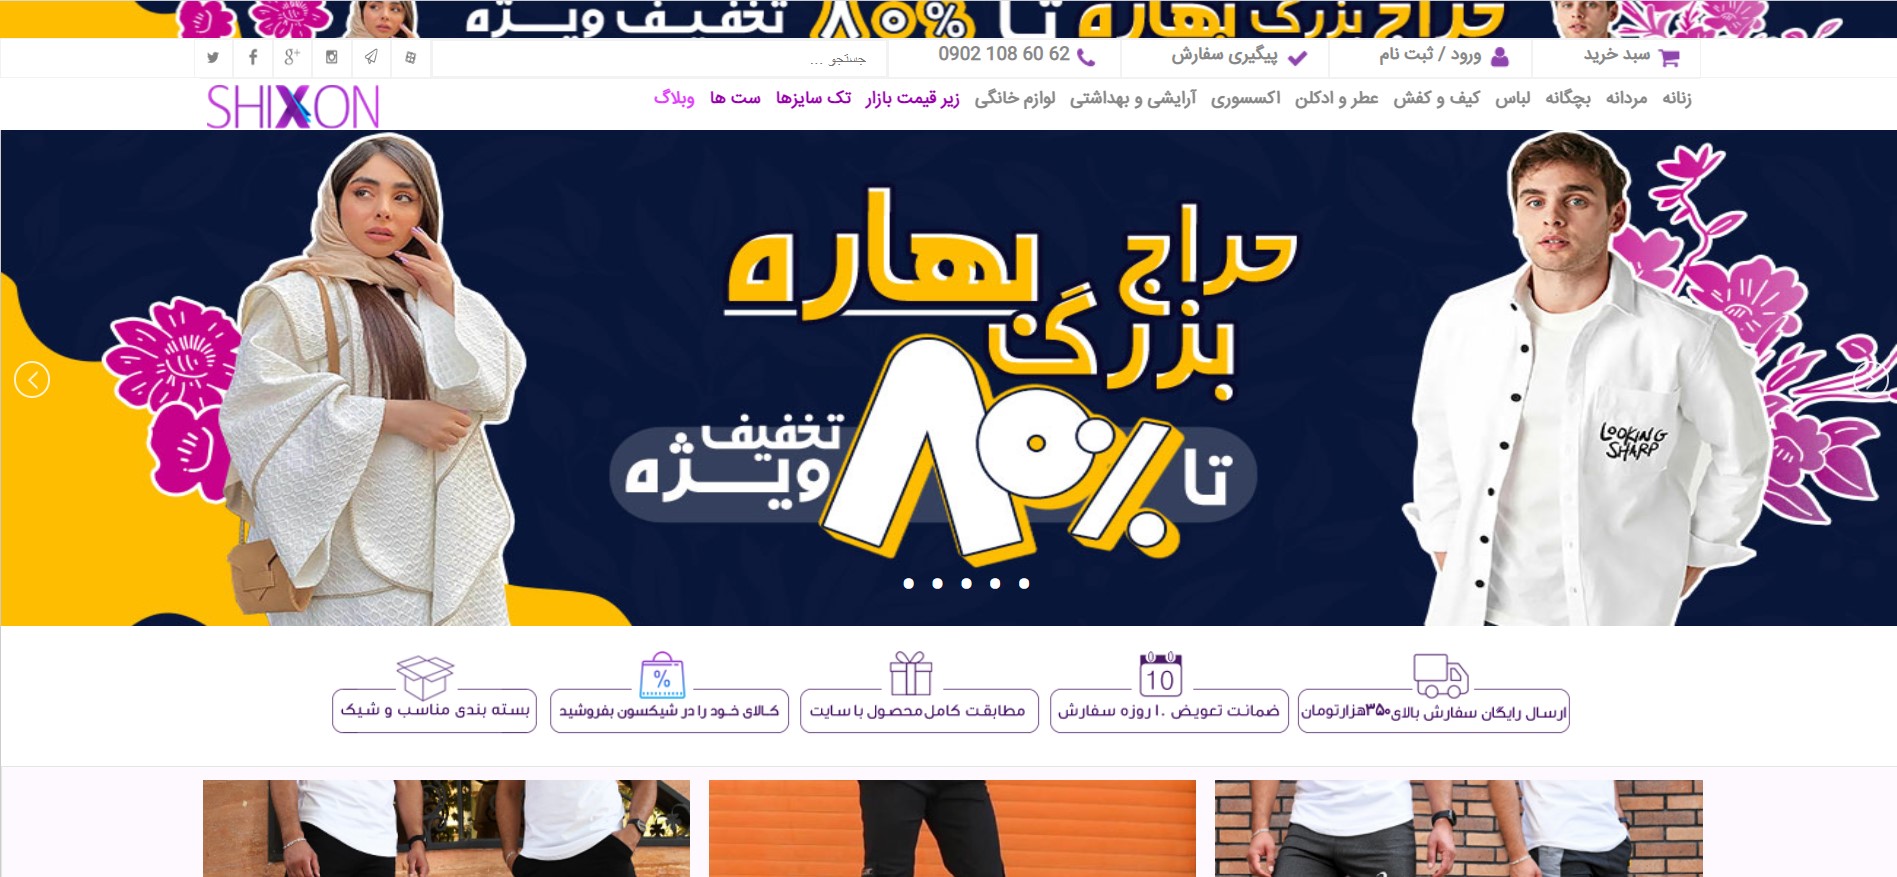 حراج بزرگ بهاره تا ۸۰% تخفیف ویژه
سبد خرید
ورود / ثبت نام
پیگیری سفارش
0902 108 60 62
جستجو ...
زنانه مردانه بچگانه لباس کیف و کفش عطر و ادکلن اکسسوری آرایشی و بهداشتی لوازم خانگی زیر قیمت بازار تک سایزها ست ها وبلاگ
SHIXON
حراج بهاره
بزرگ
تا ۸۰% تخفیف
ویژه
LOOKING
SHARP
10
%
ارسال رایگان سفارش بالای ۳۵۰هزارتومان
ضمانت تعویض ۱۰ روزه سفارش
مطابقت کامل محصول با سایت
کالای خود را در شیکسون بفروشید
بسته بندی مناسب و شیک